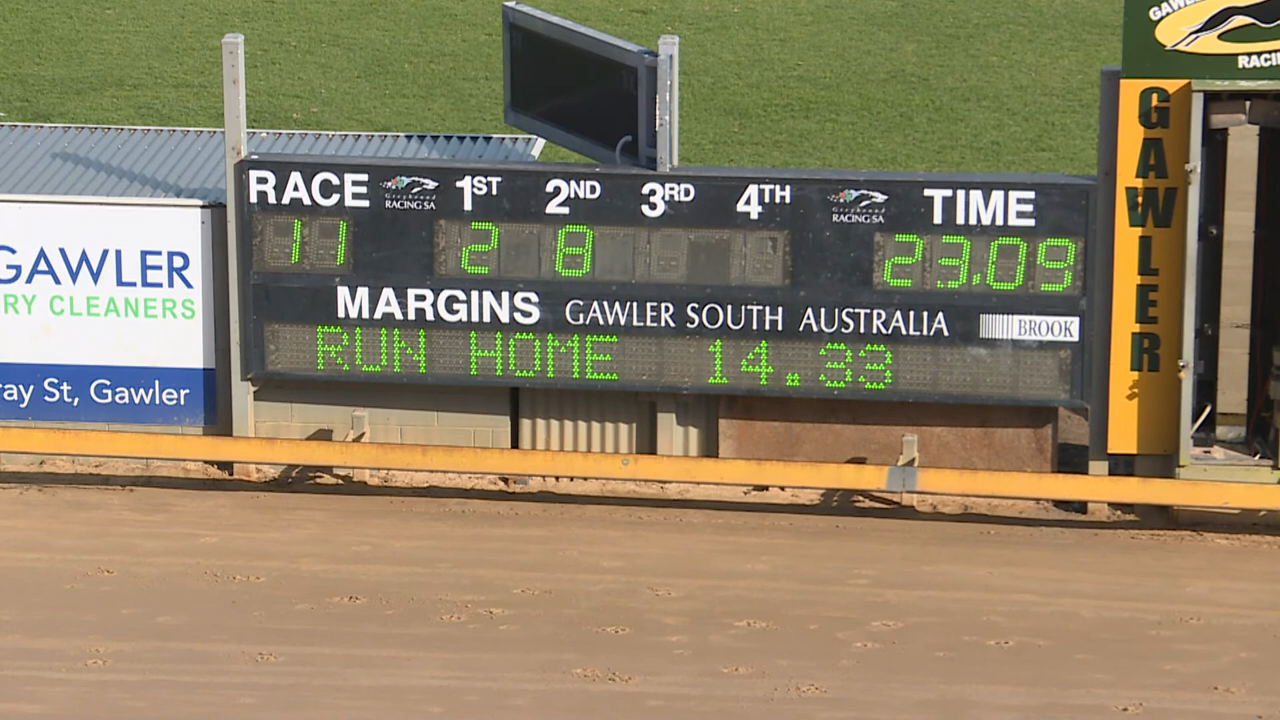 GAWLER
RACI
GAWLER
RACE
Greyhound
RACING SA
1ST
2ND
3RD
4TH
Greyhound
RACING SA
TIME
11
2
8
23.09
MARGINS
GAWLER SOUTH AUSTRALIA
BROOK
RUN HOME 14.33
GAWLER
RY CLEANERS
ray St, Gawler